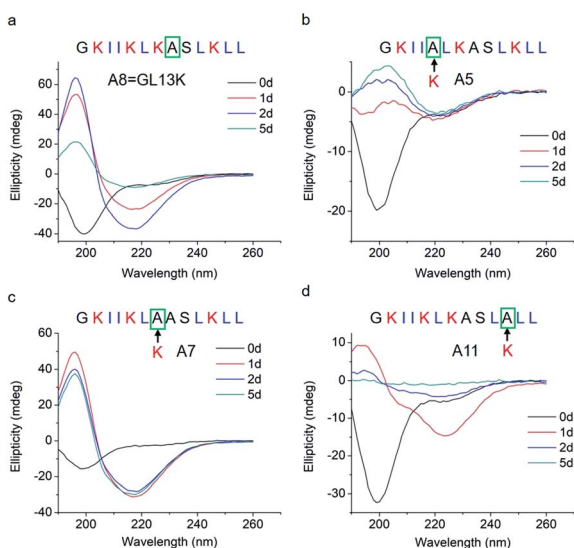 a
G K I I K L K A S L K L L
A8=GL13K
0d
1d
2d
5d
Ellipticity (mdeg)
60
40
20
0
-20
-40
200
220
240
260
Wavelength (nm)
b
G K I I A L K A S L K L L
K A5
0d
1d
2d
5d
Ellipticity (mdeg)
10
0
-10
-20
200
220
240
260
Wavelength (nm)
c
G K I I K L A A S L K L L
K A7
0d
1d
2d
5d
Ellipticity (mdeg)
60
40
20
0
-20
-40
200
220
240
260
Wavelength (nm)
d
G K I I K L K A S L A L L
A11 K
0d
1d
2d
5d
Ellipticity (mdeg)
10
0
-10
-20
-30
200
220
240
260
Wavelength (nm)